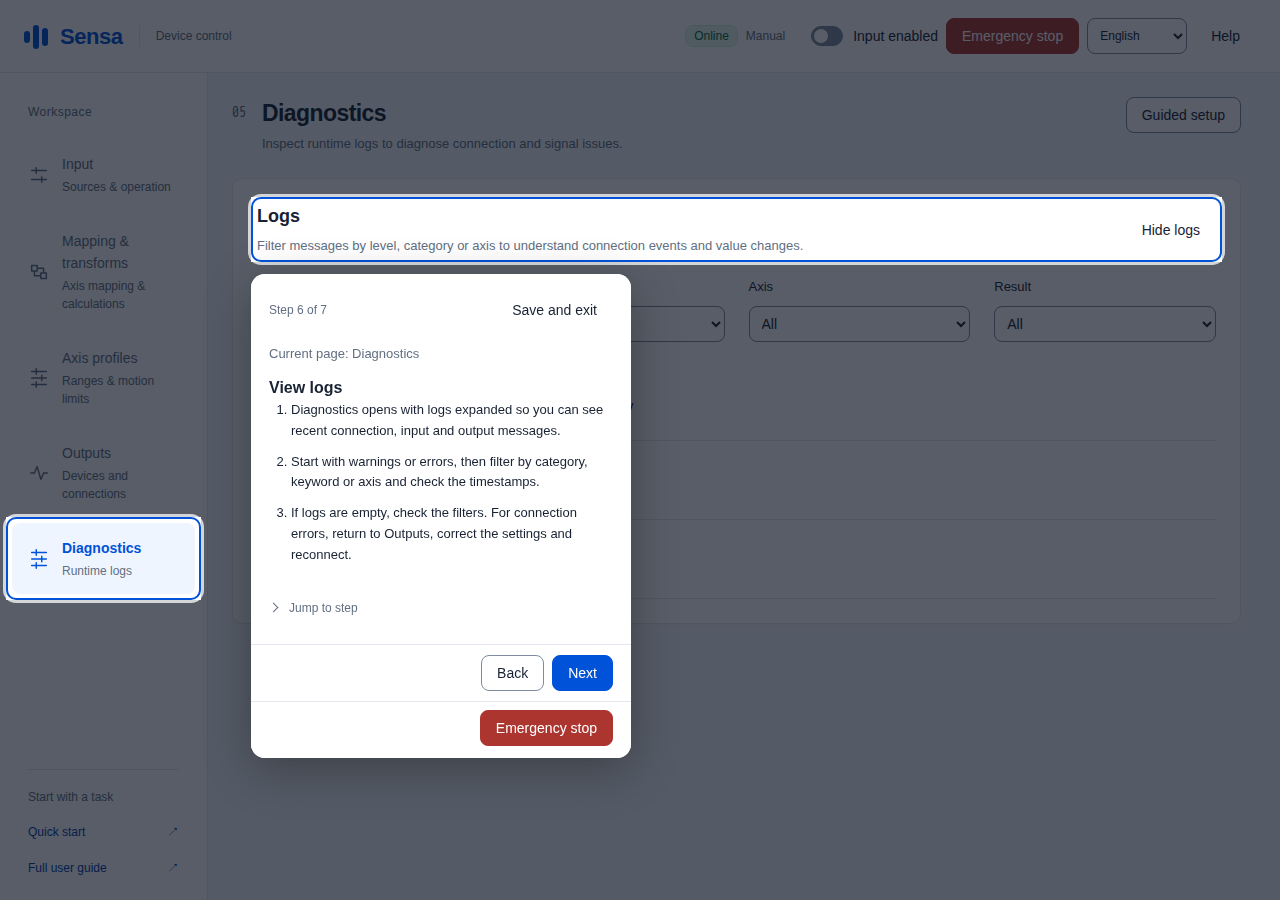 Sensa
Device control
Online
Manual
Input enabled
Emergency stop
English
Help
Workspace
Input
Sources & operation
Mapping &
transforms
Axis mapping &
calculations
Axis profiles
Ranges & motion
limits
Outputs
Devices and
connections
Diagnostics
Runtime logs
Start with a task
Quick start
Full user guide
05
Diagnostics
Inspect runtime logs to diagnose connection and signal issues.
Guided setup
Logs
Filter messages by level, category or axis to understand connection events and value changes.
Hide logs
Axis
Result
All
All
Step 6 of 7
Save and exit
Current page: Diagnostics
View logs
1. Diagnostics opens with logs expanded so you can see
recent connection, input and output messages.
2. Start with warnings or errors, then filter by category,
keyword or axis and check the timestamps.
3. If logs are empty, check the filters. For connection
errors, return to Outputs, correct the settings and
reconnect.
Jump to step
Back
Next
Emergency stop